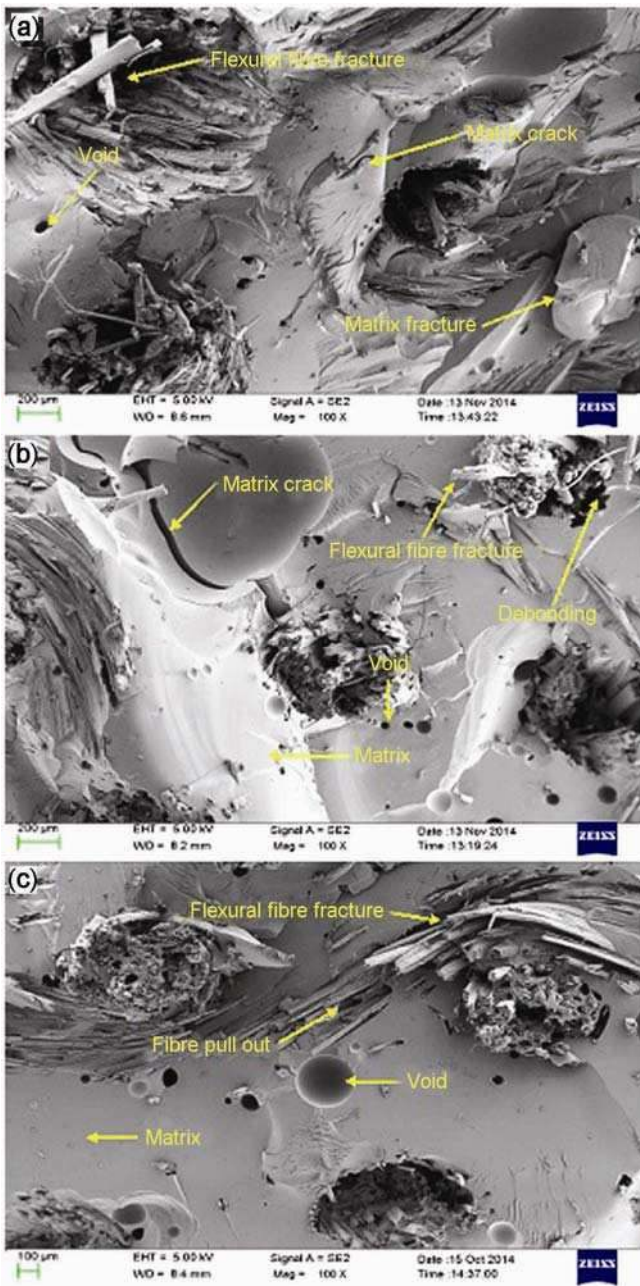 (a)
Flexural fibre fracture
Matrix crack
Void
Matrix fracture
200 µm
EHT = 5.00 kV Signal A = SE2 Date :13 Nov 2014
WD = 8.6 mm Mag = 100 X Time :13:43:22
ZEISS
(b)
Matrix crack
Flexural fibre fracture
Debonding
Void
Matrix
200 µm
EHT = 5.00 kV Signal A = SE2 Date :13 Nov 2014
WD = 8.2 mm Mag = 100 X Time :13:19:24
ZEISS
(c)
Flexural fibre fracture
Fibre pull out
Void
Matrix
100 µm
EHT = 5.00 kV Signal A = SE2 Date :15 Oct 2014
WD = 8.4 mm Mag = 100 X Time :14:37:00
ZEISS